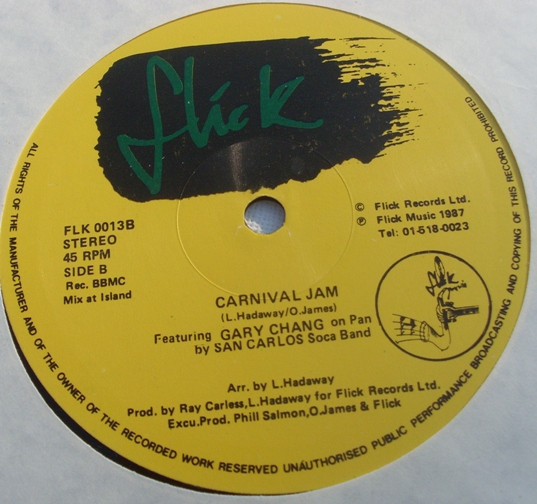 flick
FLK 0013B
STEREO
45 RPM
SIDE B
Rec. BBMC
Mix at Island
© Flick Records Ltd.
℗ Flick Music 1987
Tel: 01-518-0023
CARNIVAL JAM
(L.Hadaway/O.James)
Featuring GARY CHANG on Pan
by SAN CARLOS Soca Band
Arr. by L.Hadaway
Prod. by Ray Carless,L.Hadaway for Flick Records Ltd.
Excu.Prod. Phill Salmon,O.James & Flick
ALL RIGHTS OF THE MANUFACTURER AND OF THE OWNER OF THE RECORDED WORK RESERVED UNAUTHORISED PUBLIC PERFORMANCE BROADCASTING AND COPYING OF THIS RECORD PROHIBITED